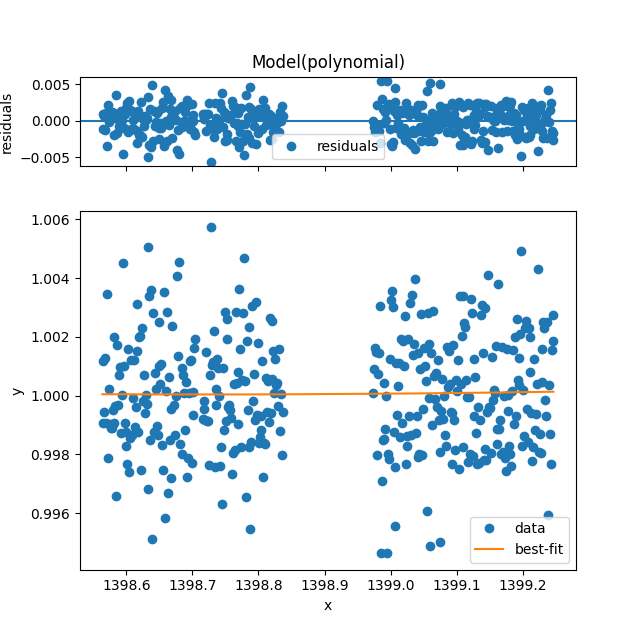 Model(polynomial)
0.005
0.000
−0.005
residuals
residuals
1.006
1.004
1.002
1.000
0.998
0.996
y
data
best-fit
1398.6 1398.7 1398.8 1398.9 1399.0 1399.1 1399.2
x